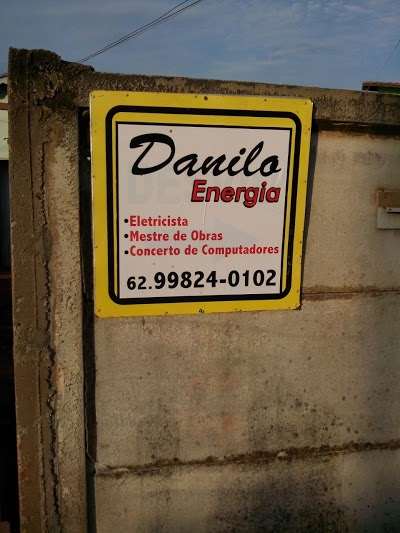 Danilo
Energia
•Eletricista
•Mestre de Obras
•Concerto de Computadores
62.99824-0102